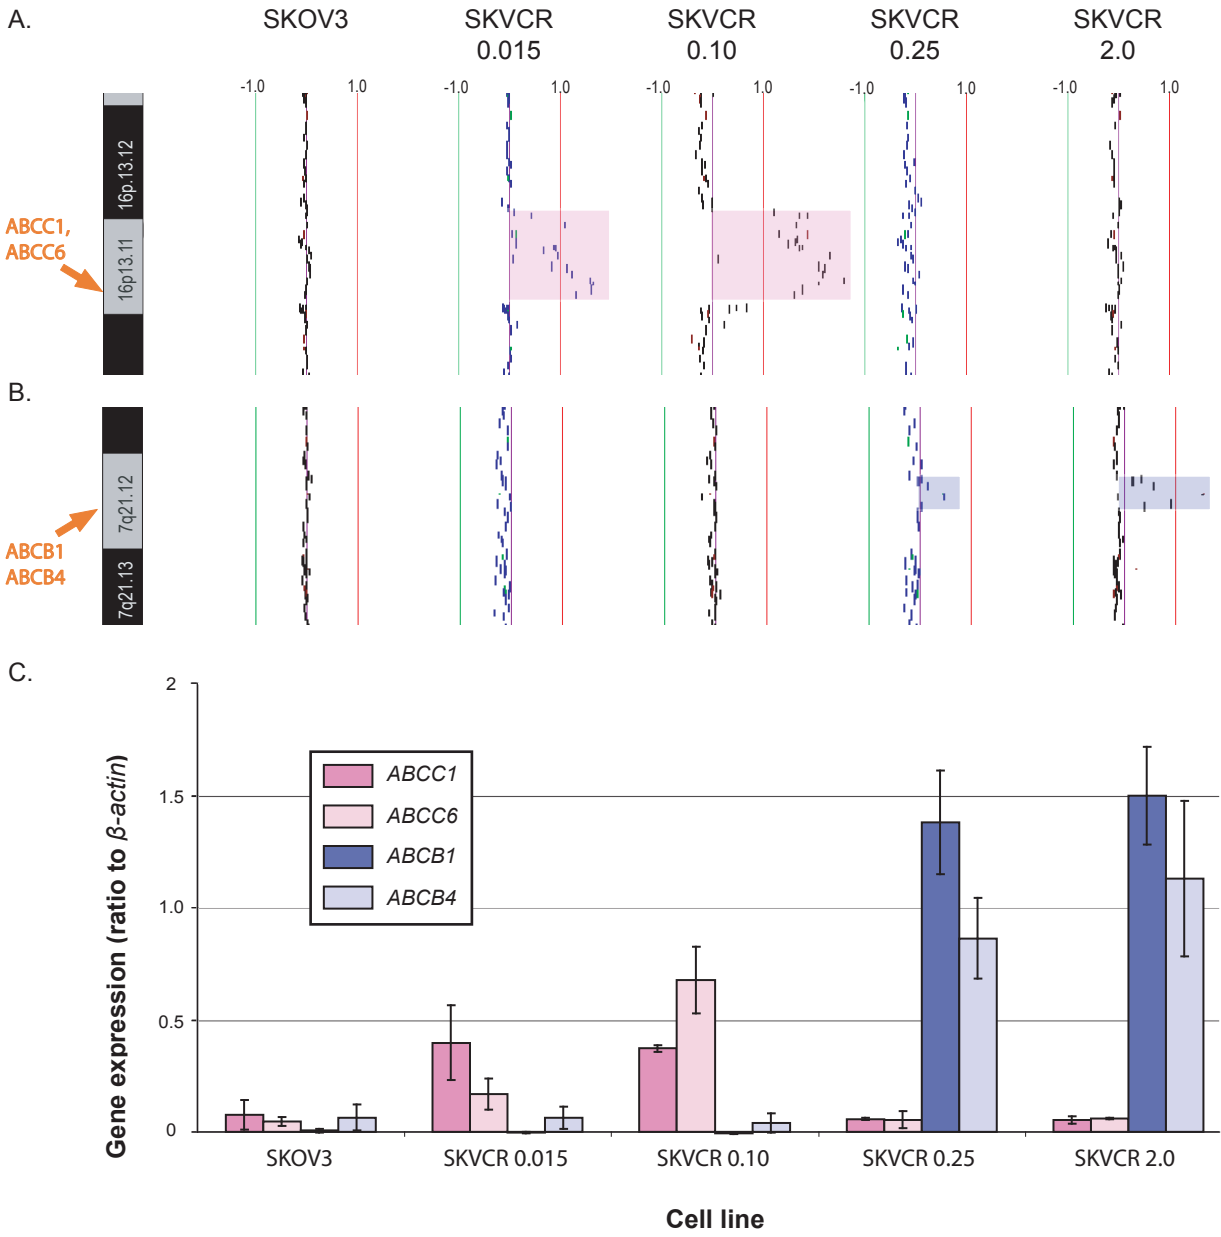 A.
SKOV3
SKVCR
0.015
SKVCR
0.10
SKVCR
0.25
SKVCR
2.0
-1.0 1.0 -1.0 1.0 -1.0 1.0 -1.0 1.0 -1.0 1.0
16p.13.12
16p13.11
ABCC1,
ABCC6
B.
7q21.12
7q21.13
ABCB1
ABCB4
C.
Gene expression (ratio to β-actin)
2
1.5
1.0
0.5
0
ABCC1
ABCC6
ABCB1
ABCB4
SKOV3
SKVCR 0.015
SKVCR 0.10
SKVCR 0.25
SKVCR 2.0
Cell line